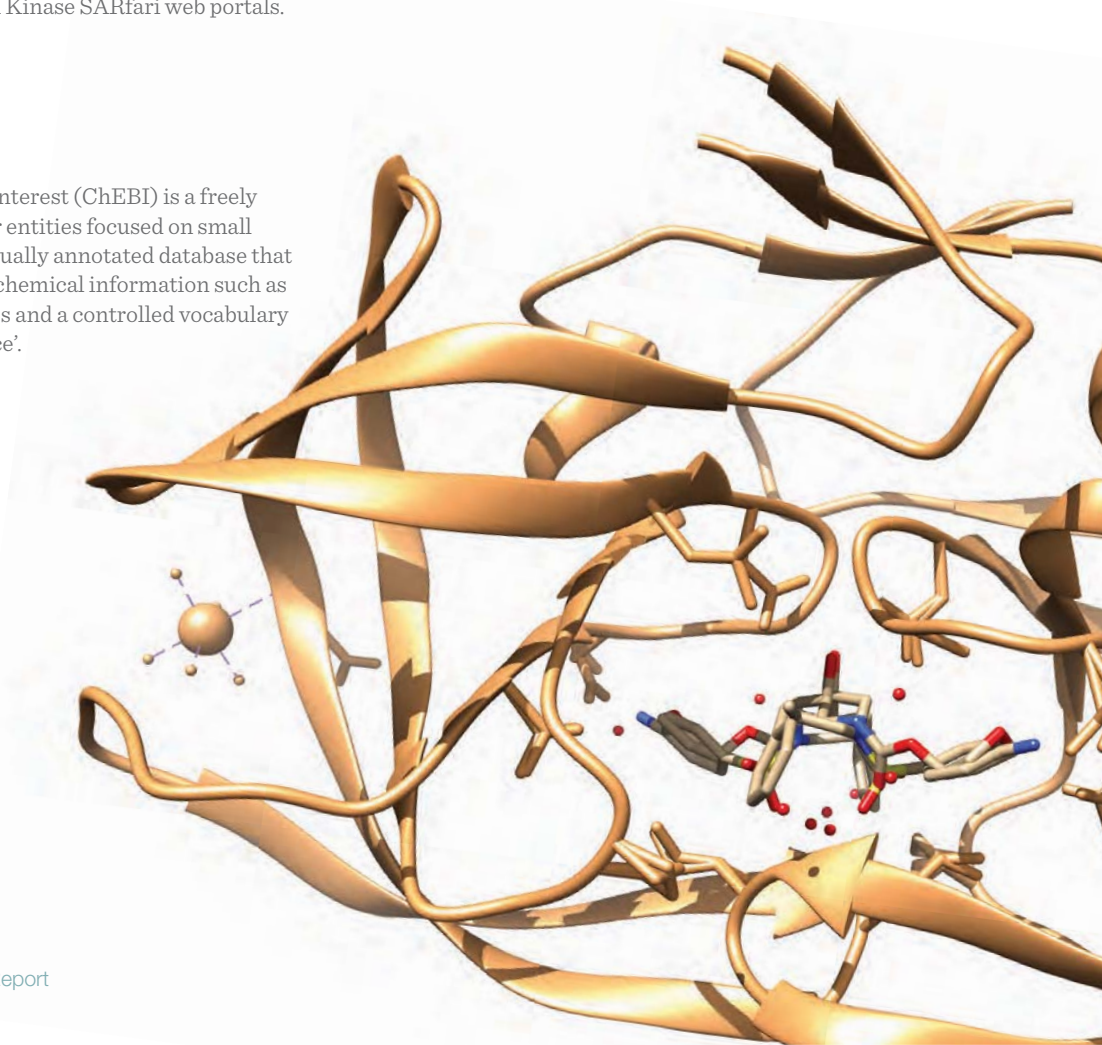 Kinase SARfari web portals.
nterest (ChEBI) is a freely
entities focused on small
ually annotated database that
chemical information such as
s and a controlled vocabulary
ce’.
eport